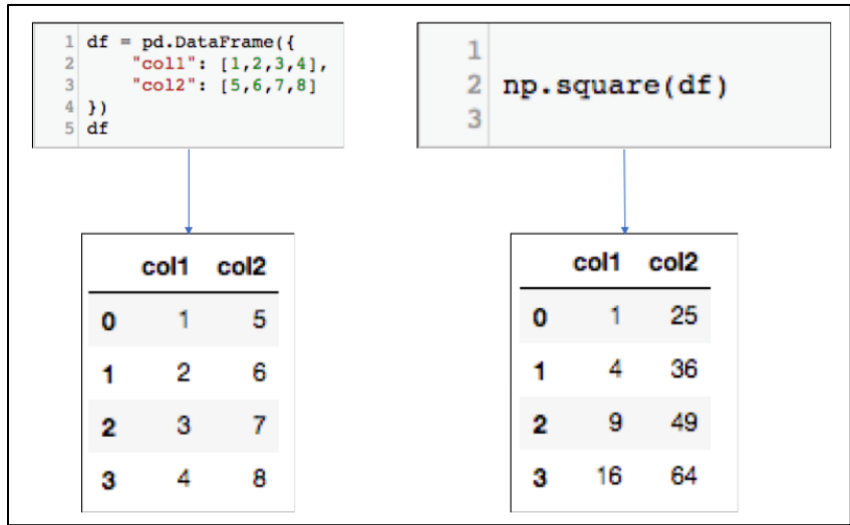 1 df = pd.DataFrame({
2     "col1": [1,2,3,4],
3     "col2": [5,6,7,8]
4 })
5 df
1
2 np.square(df)
3
col1 col2
0 1 5
1 2 6
2 3 7
3 4 8
col1 col2
0 1 25
1 4 36
2 9 49
3 16 64